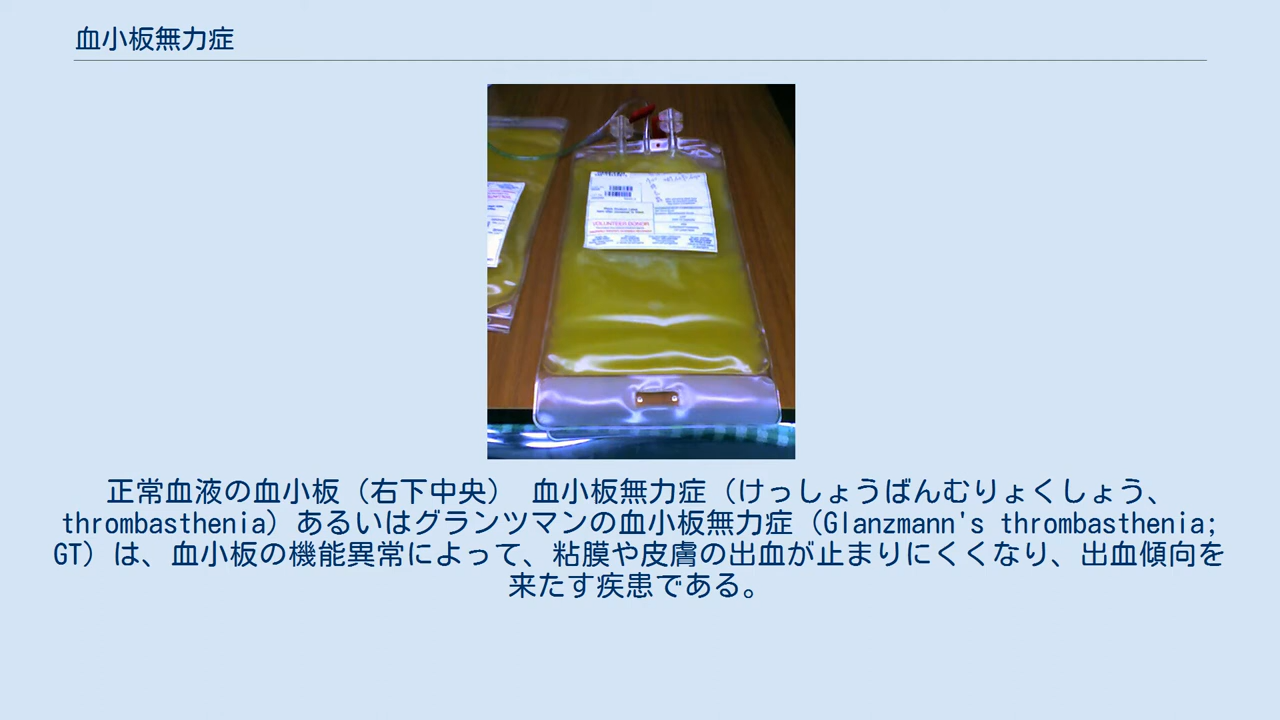 血小板無力症
VOLUNTEER DONOR
正常血液の血小板（右下中央） 血小板無力症（けっしょうばんむりょくしょう、
thrombasthenia）あるいはグランツマンの血小板無力症（Glanzmann's thrombasthenia;
GT）は、血小板の機能異常によって、粘膜や皮膚の出血が止まりにくくなり、出血傾向を
来たす疾患である。